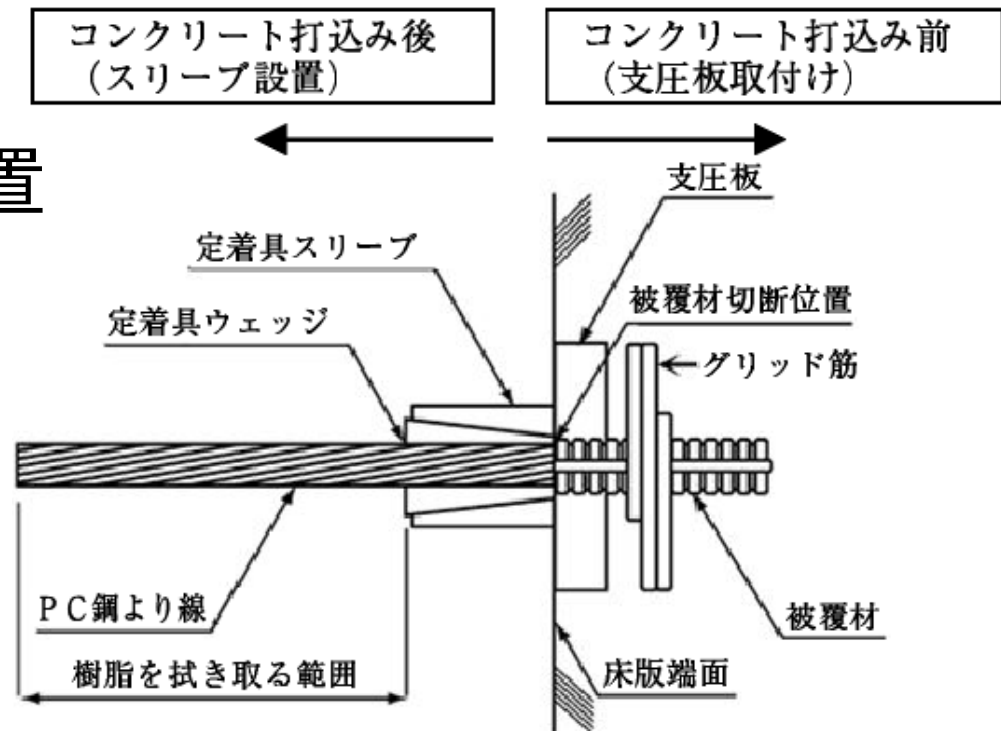 コンクリート打込み後
（スリーブ設置）
コンクリート打込み前
（支圧板取付け）
置
支圧板
定着具スリーブ
被覆材切断位置
定着具ウェッジ
グリッド筋
ＰＣ鋼より線
被覆材
樹脂を拭き取る範囲
床版端面